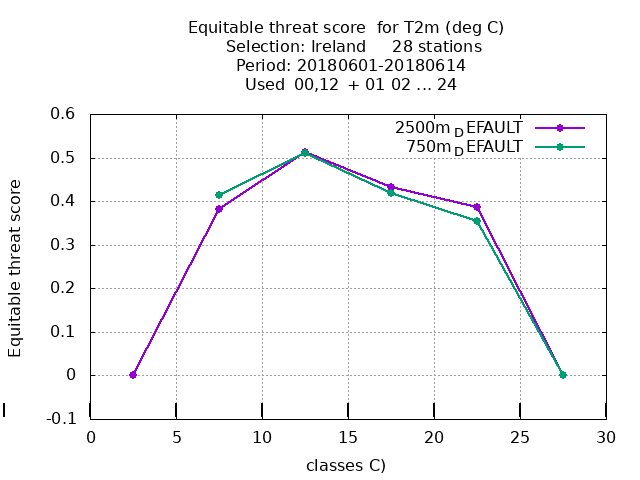 Equitable threat score for T2m (deg C)
Selection: Ireland 28 stations
Period: 20180601-20180614
Used 00,12 + 01 02 ... 24
2500m_DEFAULT
750m_DEFAULT
0.6
0.5
0.4
0.3
0.2
0.1
0
-0.1
Equitable threat score
0 5 10 15 20 25 30
classes C)